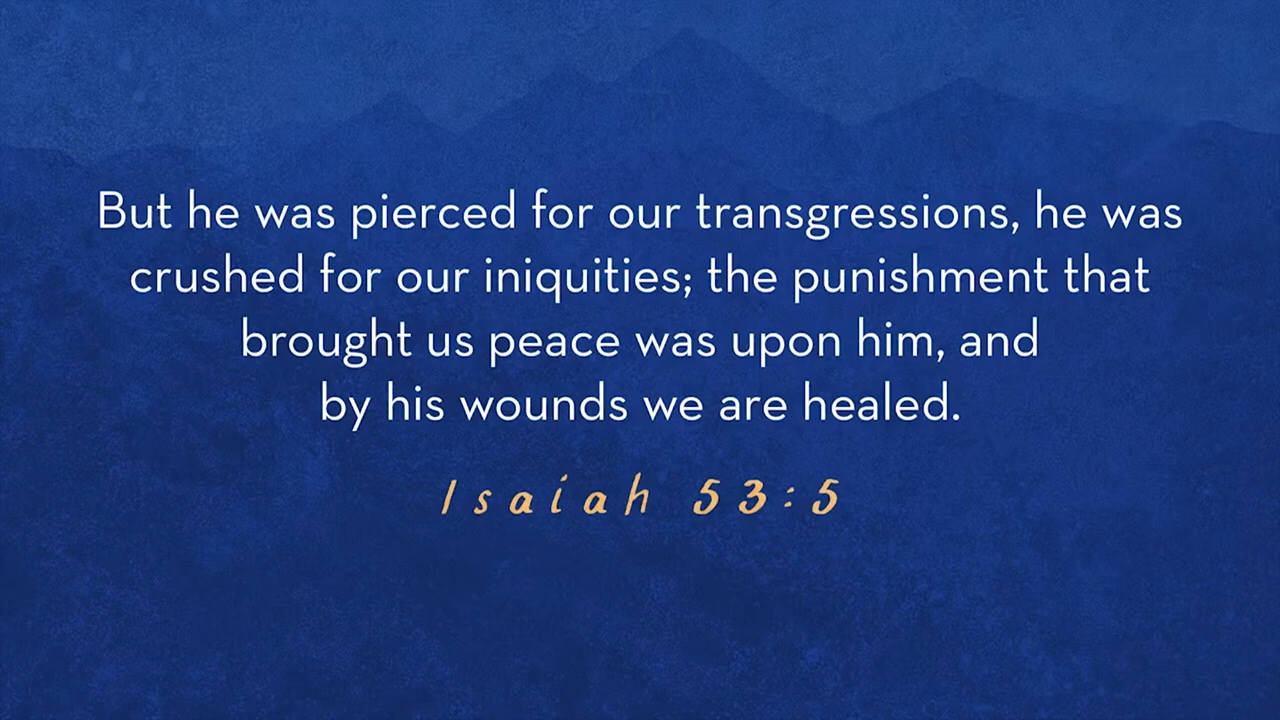 But he was pierced for our transgressions, he was
crushed for our iniquities; the punishment that
brought us peace was upon him, and
by his wounds we are healed.
Isaiah 53:5